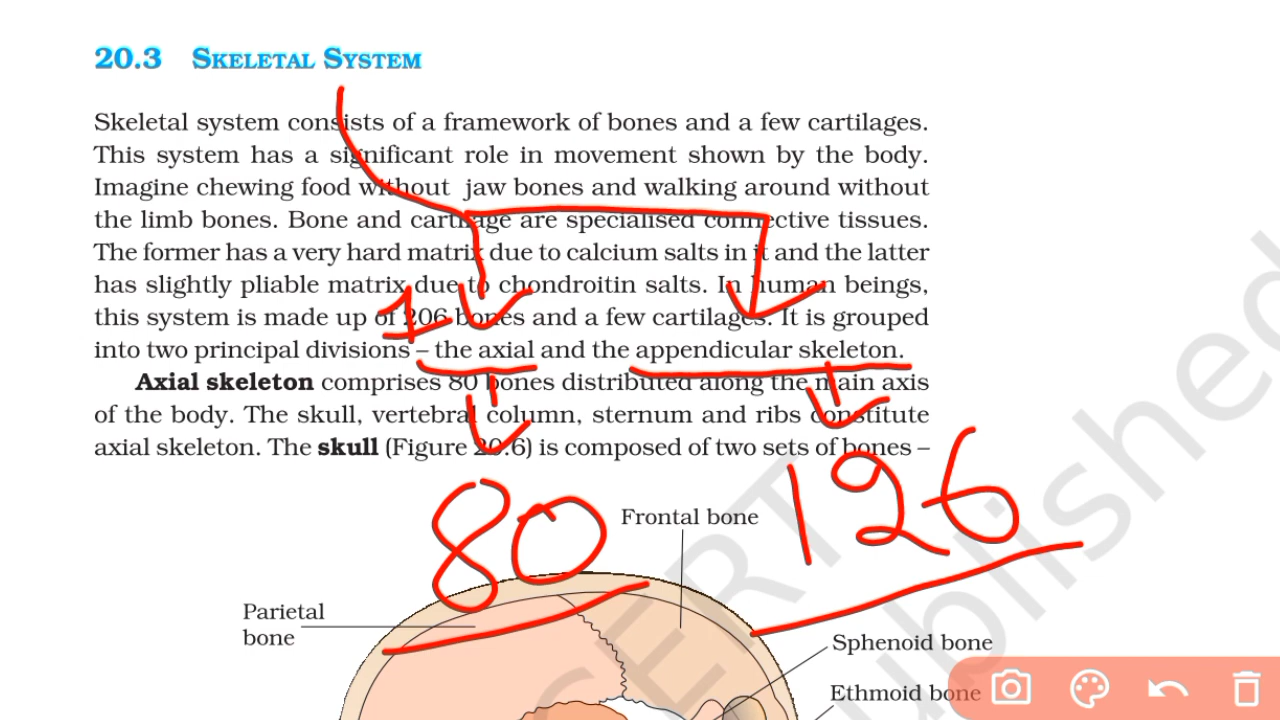 20.3 Skeletal System
Skeletal system consists of a framework of bones and a few cartilages.
This system has a significant role in movement shown by the body.
Imagine chewing food without jaw bones and walking around without
the limb bones. Bone and cartilage are specialised connective tissues.
The former has a very hard matrix due to calcium salts in it and the latter
has slightly pliable matrix due to chondroitin salts. In human beings,
this system is made up of 206 bones and a few cartilages. It is grouped
into two principal divisions – the axial and the appendicular skeleton.
Axial skeleton comprises 80 bones distributed along the main axis
of the body. The skull, vertebral column, sternum and ribs constitute
axial skeleton. The skull (Figure 20.6) is composed of two sets of bones –
1
80
126
Frontal bone
Parietal
bone
Sphenoid bone
Ethmoid bone